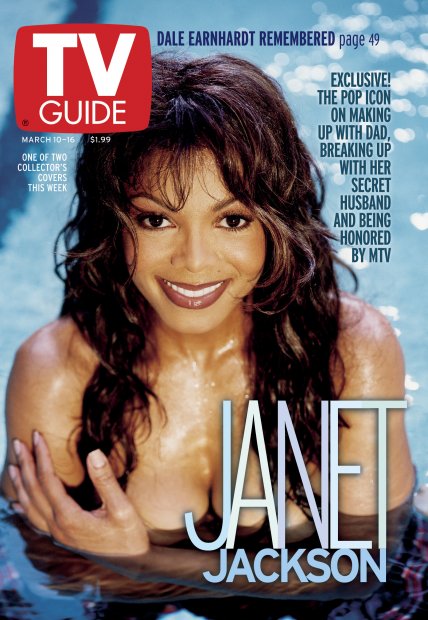 TV
GUIDE
®
MARCH 10–16 $1.99
ONE OF TWO
COLLECTOR'S
COVERS
THIS WEEK
DALE EARNHARDT REMEMBERED page 49
EXCLUSIVE!
THE POP ICON
ON MAKING
UP WITH DAD,
BREAKING UP
WITH HER
SECRET
HUSBAND
AND BEING
HONORED
BY MTV
JANET
JACKSON